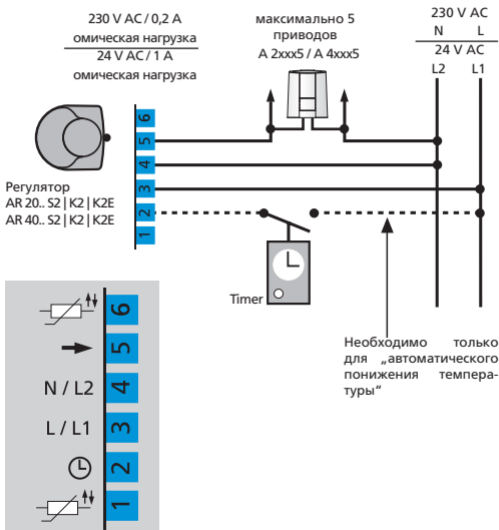 230 V AC / 0,2 A
омическая нагрузка
24 V AC / 1 A
омическая нагрузка
максимально 5
приводов
A 2xxx5 / A 4xxx5
230 V AC
N L
24 V AC
L2 L1
6
5
4
3
2
1
Регулятор
AR 20.. S2 | K2 | K2E
AR 40.. S2 | K2 | K2E
Timer
Необходимо только
для „автоматического
понижения темпера-
туры“
6
5
N / L2 4
L / L1 3
2
1